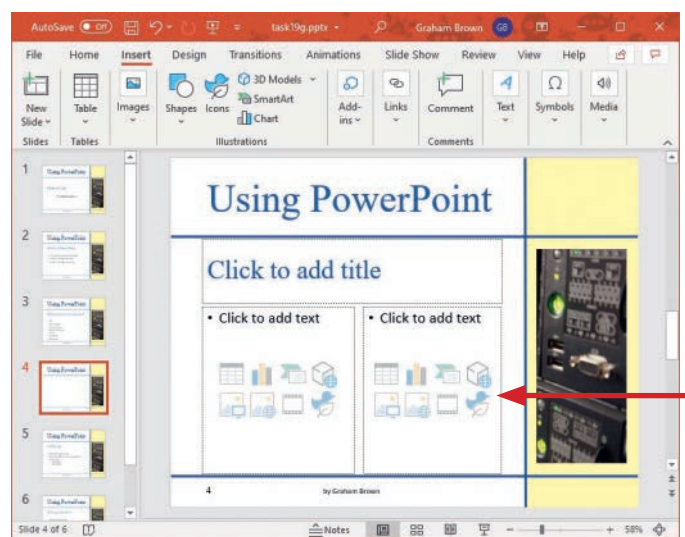 AutoSave Off task19g.pptx Graham Brown GB
File Home Insert Design Transitions Animations Slide Show Review View Help
New Slide Table Images Shapes Icons 3D Models SmartArt Chart Add-ins Links Comment Text Symbols Media
Slides Tables Illustrations Comments
1
Using PowerPoint
2
3
4
5
6
Using PowerPoint
Click to add title
• Click to add text
• Click to add text
4 by Graham Brown
Slide 4 of 6 Notes 58%